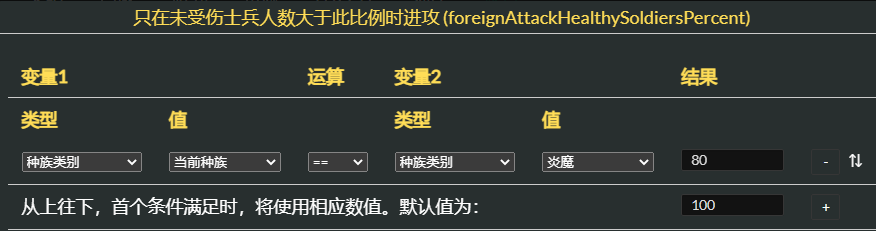 只在未受伤士兵人数大于此比例时进攻 (foreignAttackHealthySoldiersPercent)
变量1 运算 变量2 结果
类型 值 类型 值
种族类别 当前种族 == 种族类别 炎魔 80 - ⇅
从上往下，首个条件满足时，将使用相应数值。默认值为： 100 +